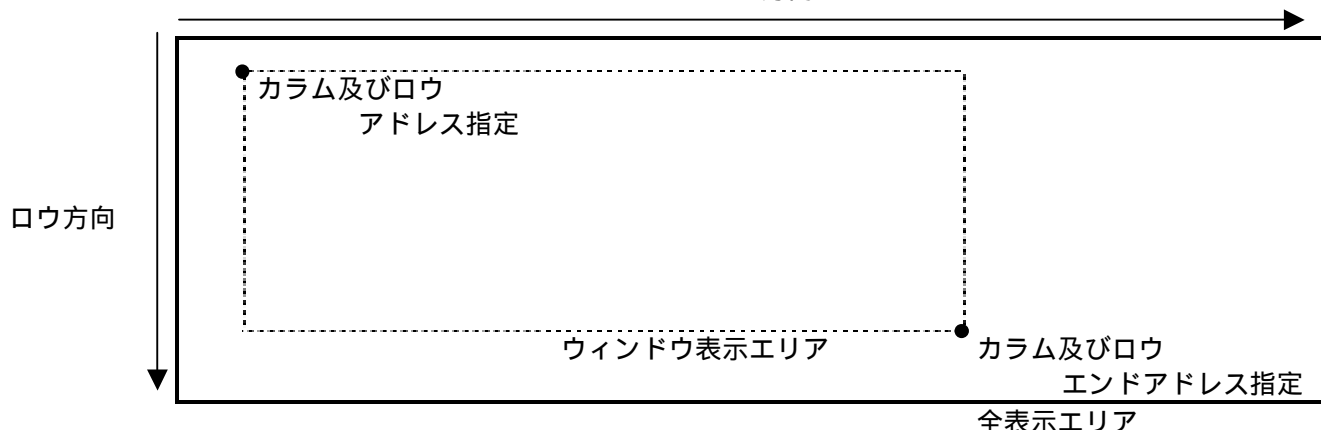 カラム及びロウ
アドレス指定
ロウ方向
ウィンドウ表示エリア
カラム及びロウ
エンドアドレス指定
全表示エリア